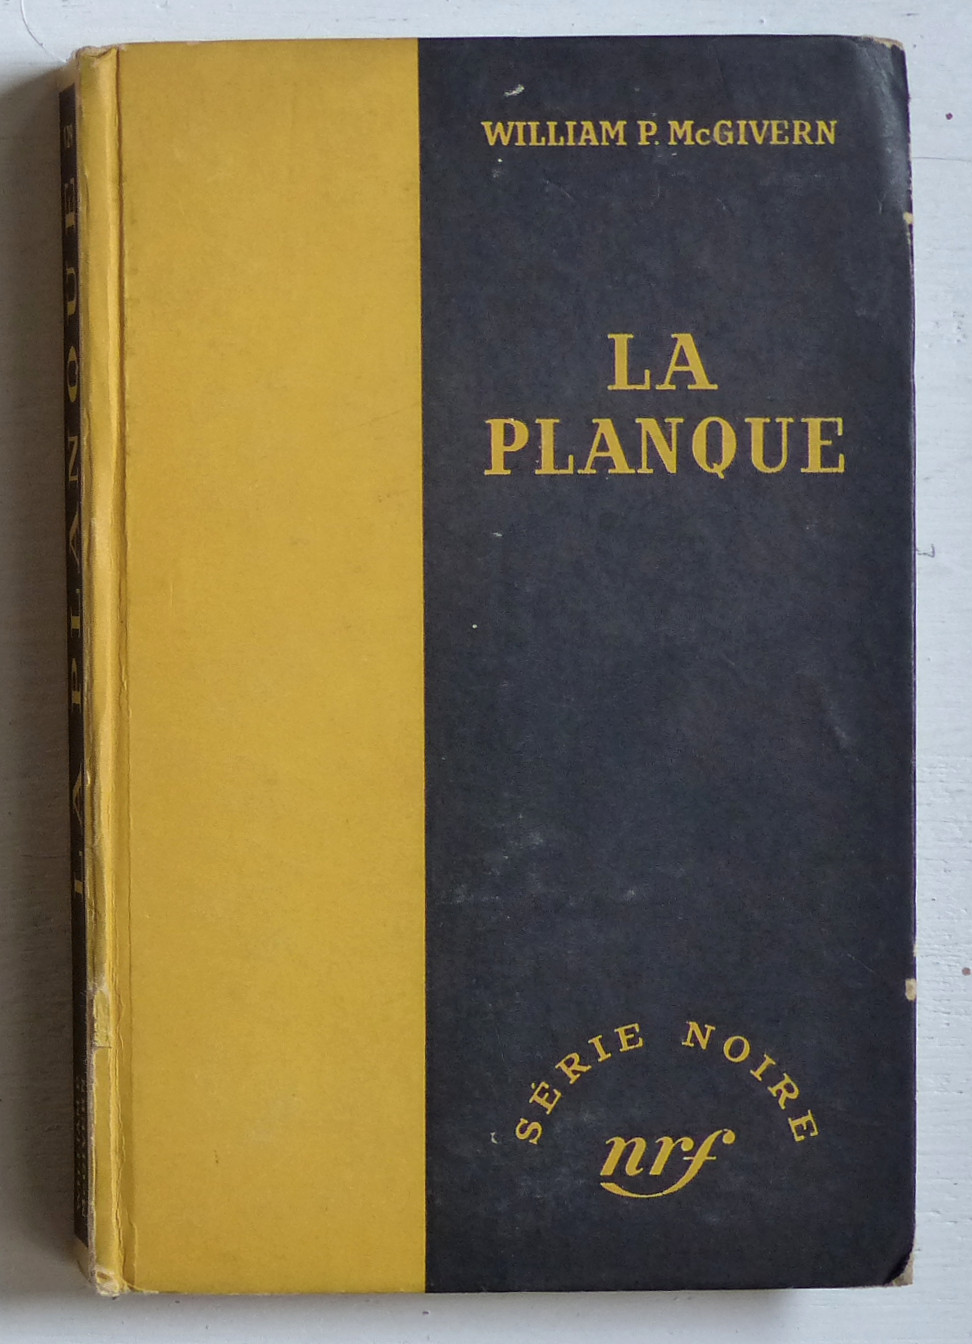 WILLIAM P. McGIVERN
LA
PLANQUE
SÉRIE NOIRE
nrf
LA PLANQUE